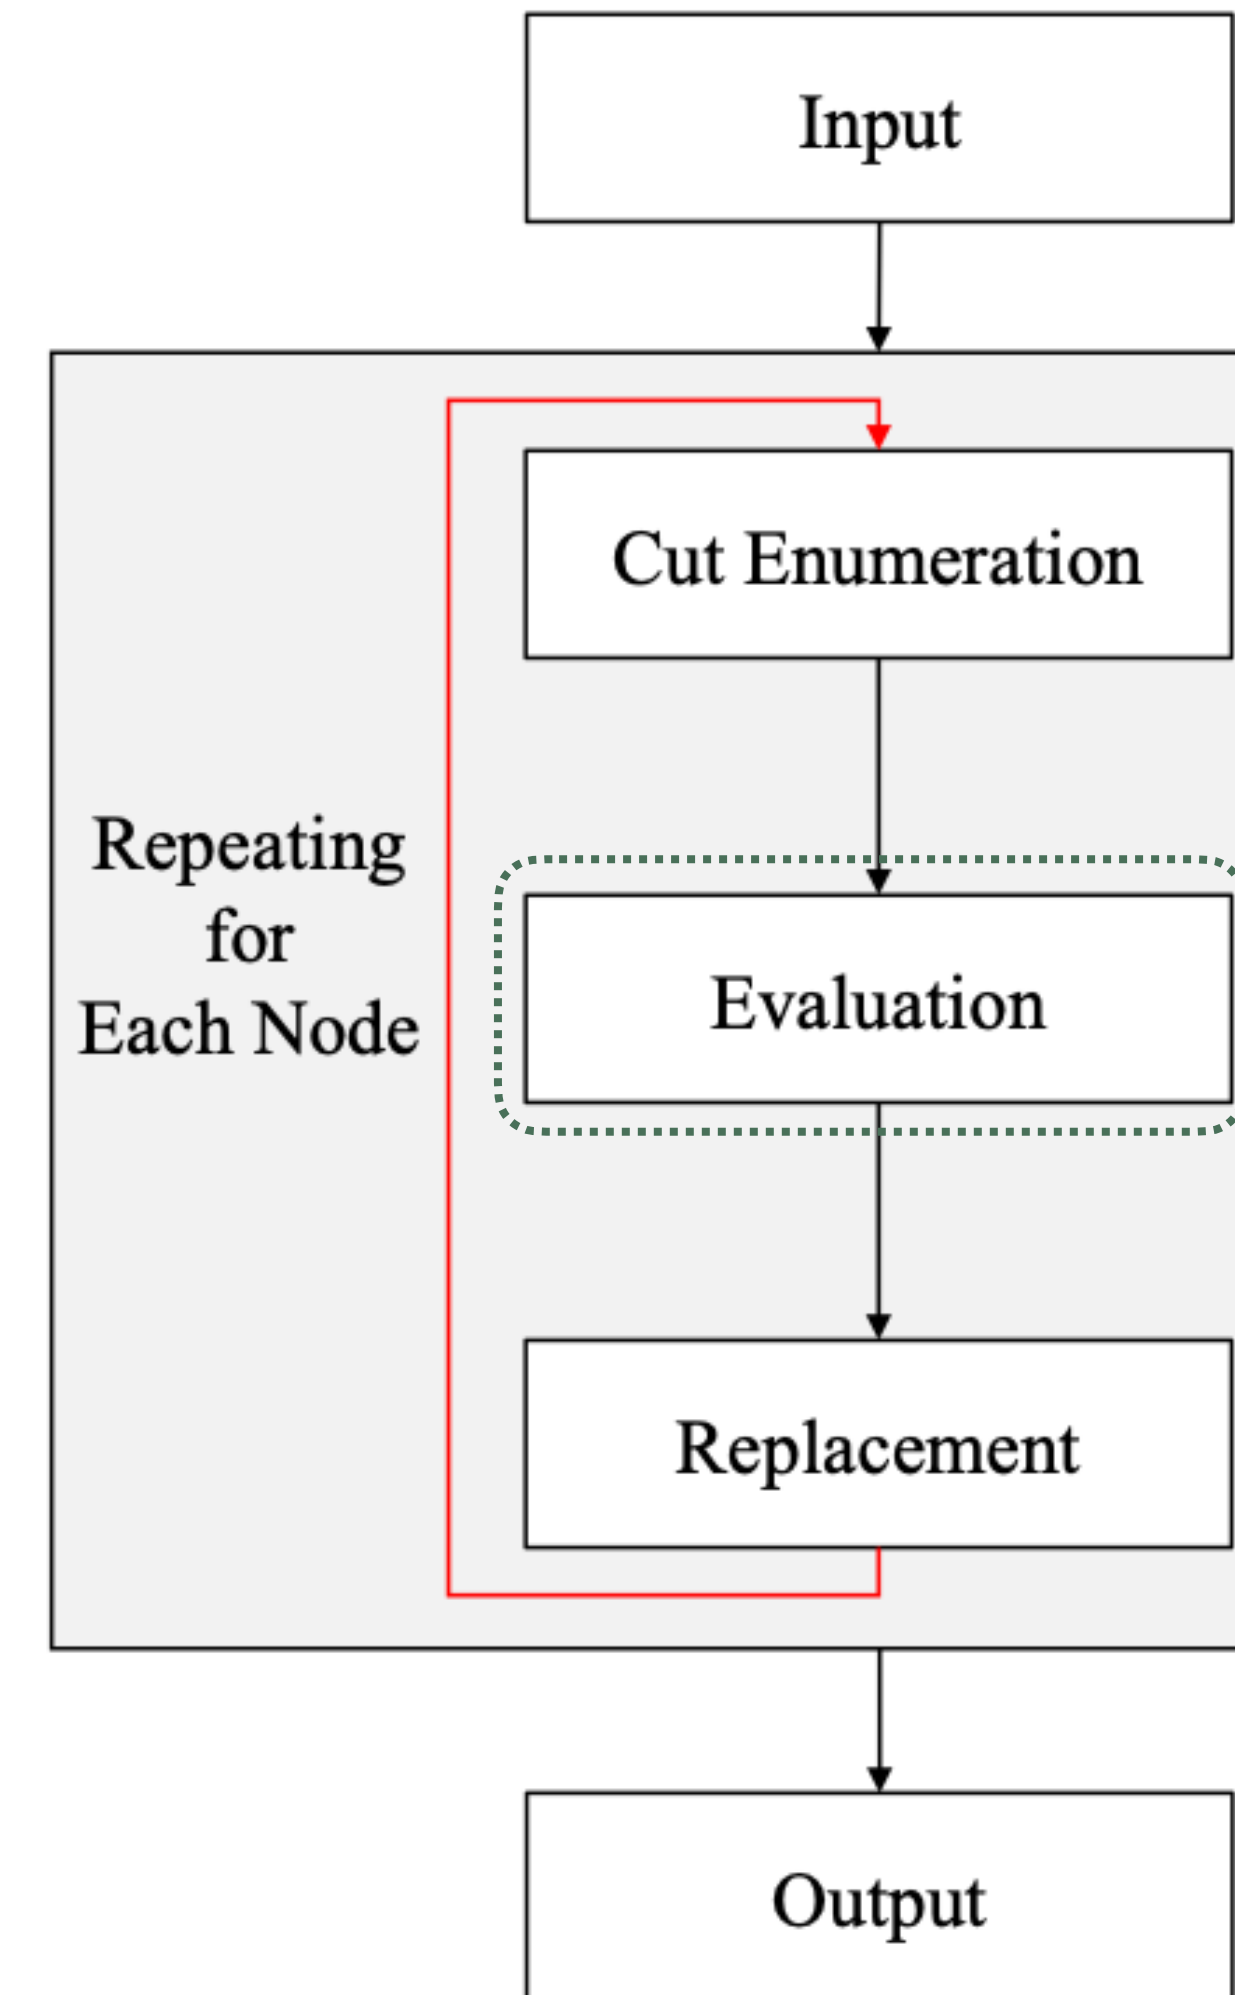 Input
Cut Enumeration
Repeating
for
Each Node
Evaluation
Replacement
Output